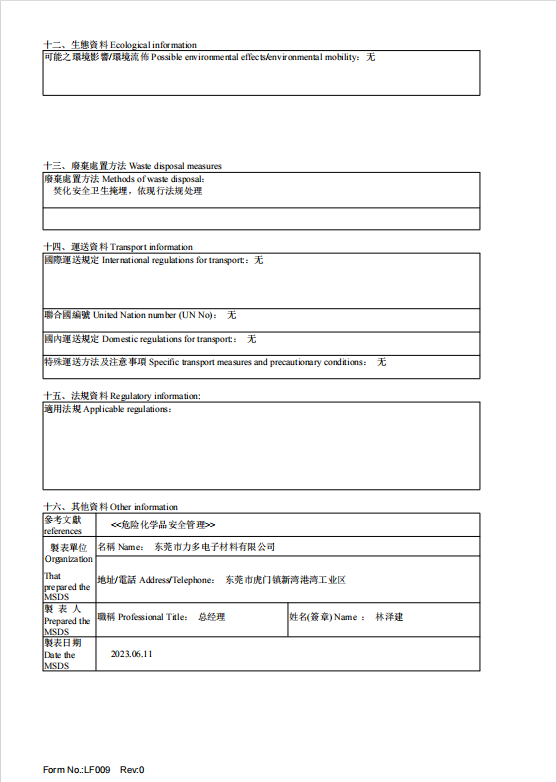 十二、生態資料 Ecological information
可能之環境影響/環境流佈 Possible environmental effects/environmental mobility：无
十三、廢棄處置方法 Waste disposal measures
廢棄處置方法 Methods of waste disposal：
焚化安全卫生掩埋，依现行法规处理
十四、運送資料 Transport information
國際運送規定 International regulations for transport:：无
聯合國編號 United Nation number (UN No)： 无
國內運送規定 Domestic regulations for transport:： 无
特殊運送方法及注意事項 Specific transport measures and precautionary conditions： 无
十五、法規資料 Regulatory information:
適用法規 Applicable regulations：
十六、其他資料 Other information
參考文獻
references
<<危险化学品安全管理>>
製表單位
Organization
That
prepared the
MSDS
名稱 Name： 东莞市力多电子材料有限公司
地址/電話 Address/Telephone： 东莞市虎门镇新湾港湾工业区
製 表 人
Prepared the
MSDS
職稱 Professional Title： 总经理
姓名(簽章) Name ： 林泽建
製表日期
Date the
MSDS
2023.06.11
Form No.:LF009 Rev:0